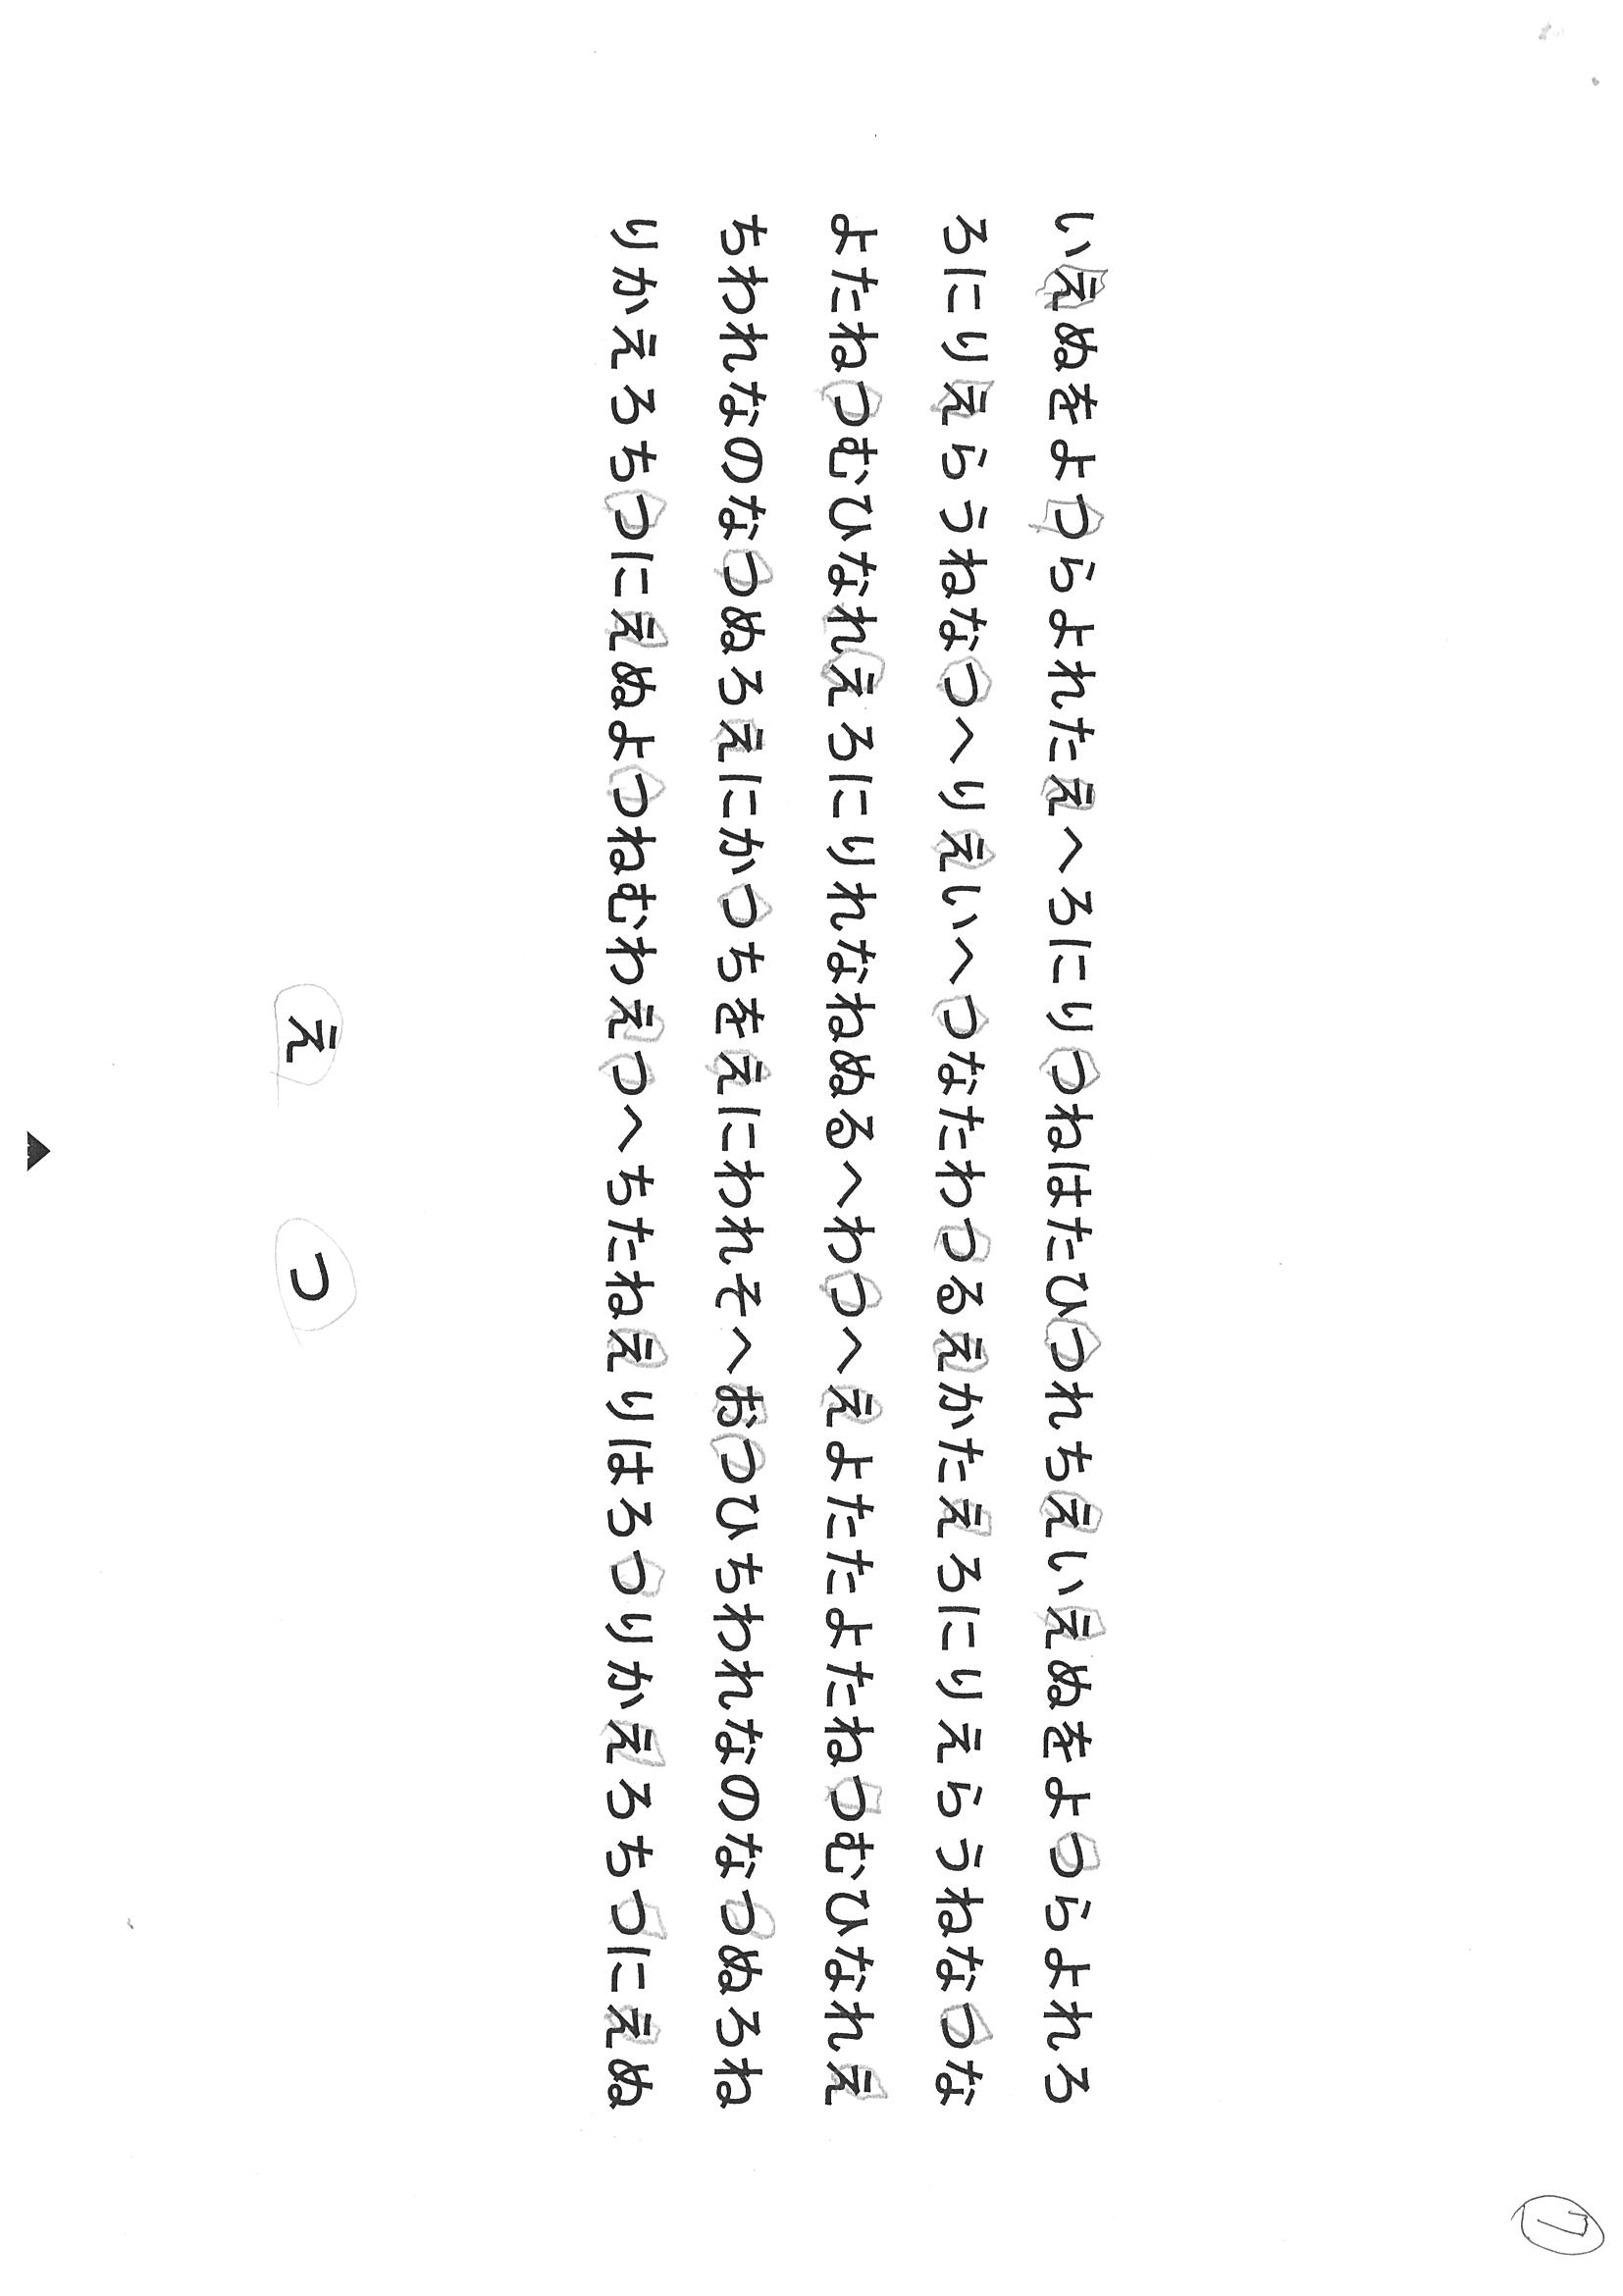 いえぬをよつらよれたえへろにりつねはたひつれちえいえぬをよつらよれろ
ろにりえらうねなつへりえいへつなたわつるえかたえろにりえらうねなつな
よたねつむひなれえろにりれなねぬるへわつへえよたたよたねつむひなれえ
ちわれなのなつぬろえにかつちをえにわれそへおつひちわれなのなつぬろね
りかえろちつにえぬよつねむわえつへちたねえりはろつりかえろちつにえぬ
え つ